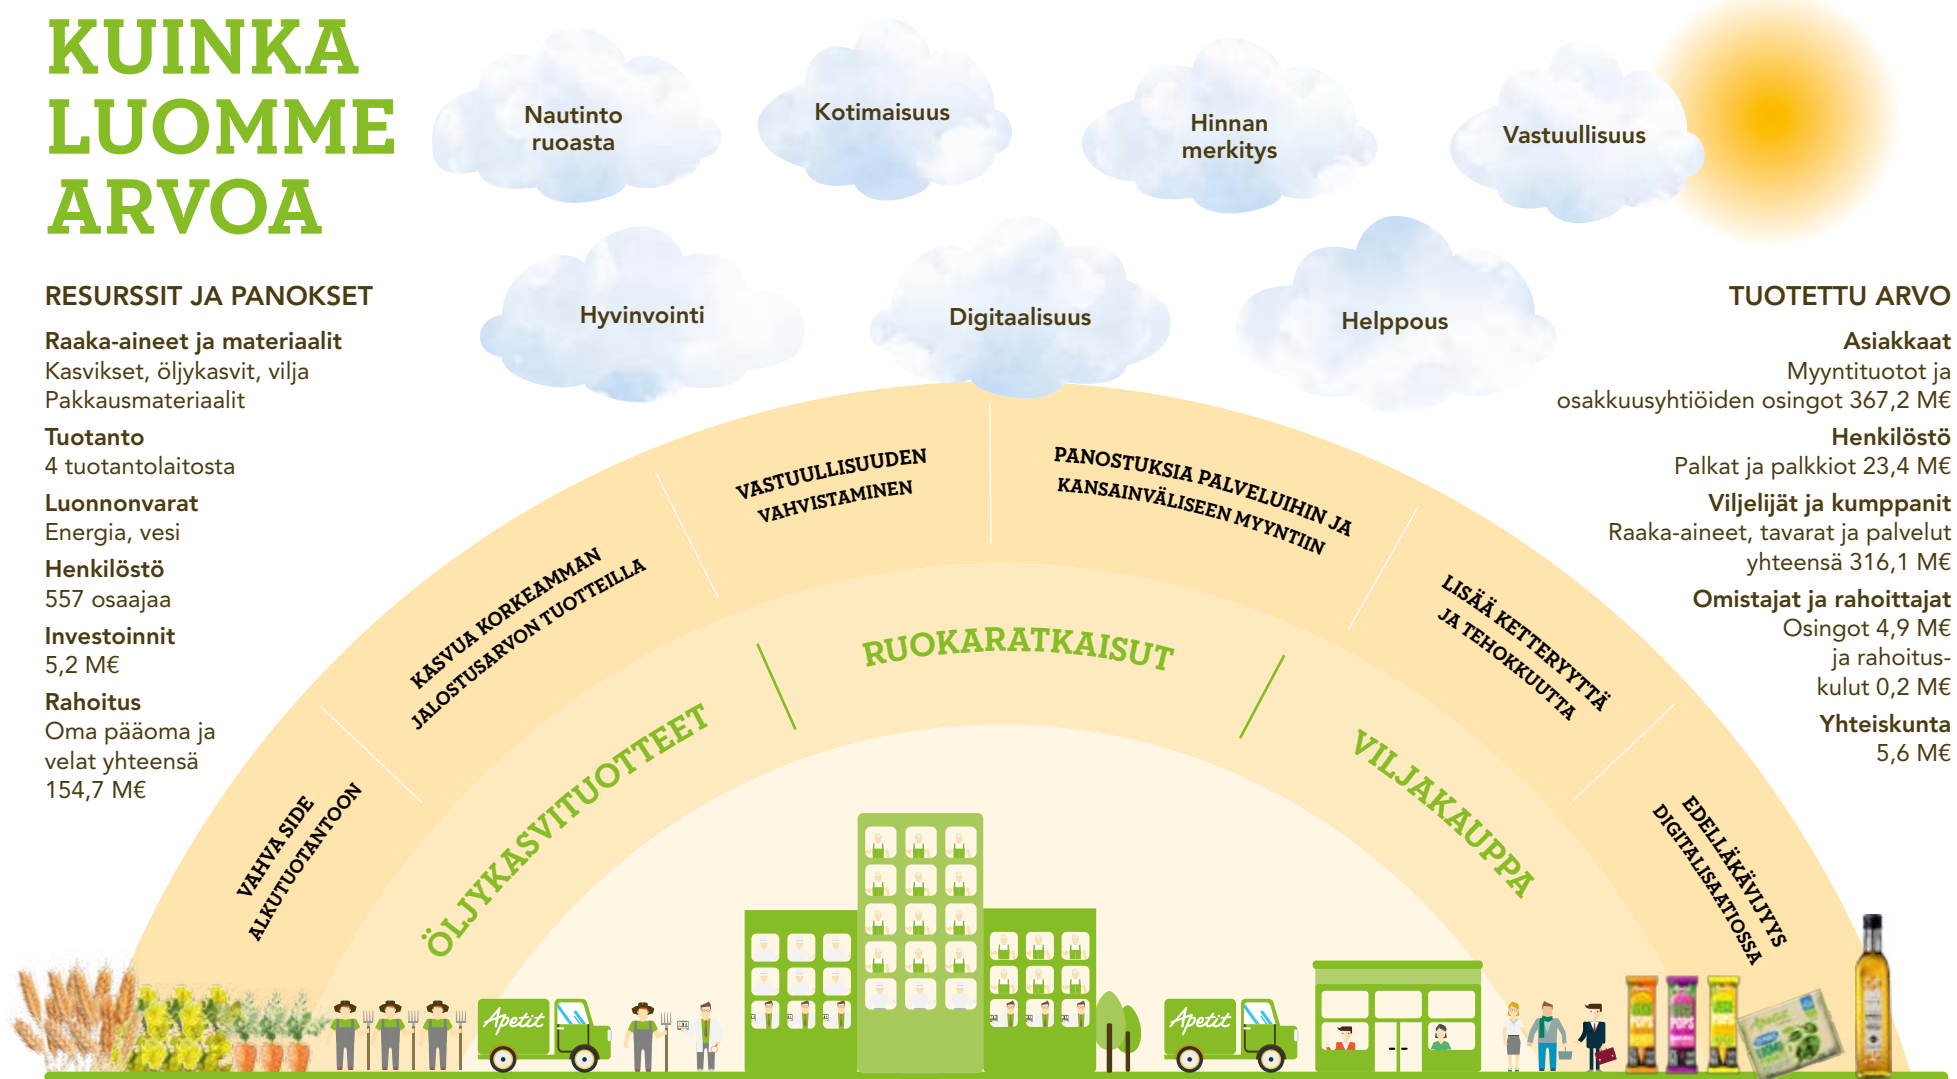 KUINKA
LUOMME
ARVOA
Nautinto
ruoasta
Kotimaisuus
Hinnan
merkitys
Vastuullisuus
Hyvinvointi
Digitaalisuus
Helppous
RESURSSIT JA PANOKSET
Raaka-aineet ja materiaalit
Kasvikset, öljykasvit, vilja
Pakkausmateriaalit
Tuotanto
4 tuotantolaitosta
Luonnonvarat
Energia, vesi
Henkilöstö
557 osaajaa
Investoinnit
5,2 M€
Rahoitus
Oma pääoma ja
velat yhteensä
154,7 M€
VAHVA SIDE
ALKUTUOTANTOON
KASVUA KORKEAMMAN
JALOSTUSARVON TUOTTEILLA
VASTUULLISUUDEN
VAHVISTAMINEN
PANOSTUKSIA PALVELUIHIN JA
KANSAINVÄLISEEN MYYNTIIN
LISÄÄ KETTERYYTTÄ
JA TEHOKKUUTTA
EDELLÄKÄVIJYYS
DIGITALISAATIOSSA
ÖLJYKASVITUOTTEET
RUOKARATKAISUT
VILJAKAUPPA
TUOTETTU ARVO
Asiakkaat
Myyntituotot ja
osakkuusyhtiöiden osingot 367,2 M€
Henkilöstö
Palkat ja palkkiot 23,4 M€
Viljelijät ja kumppanit
Raaka-aineet, tavarat ja palvelut
yhteensä 316,1 M€
Omistajat ja rahoittajat
Osingot 4,9 M€
ja rahoitus-
kulut 0,2 M€
Yhteiskunta
5,6 M€
Apetit
Apetit